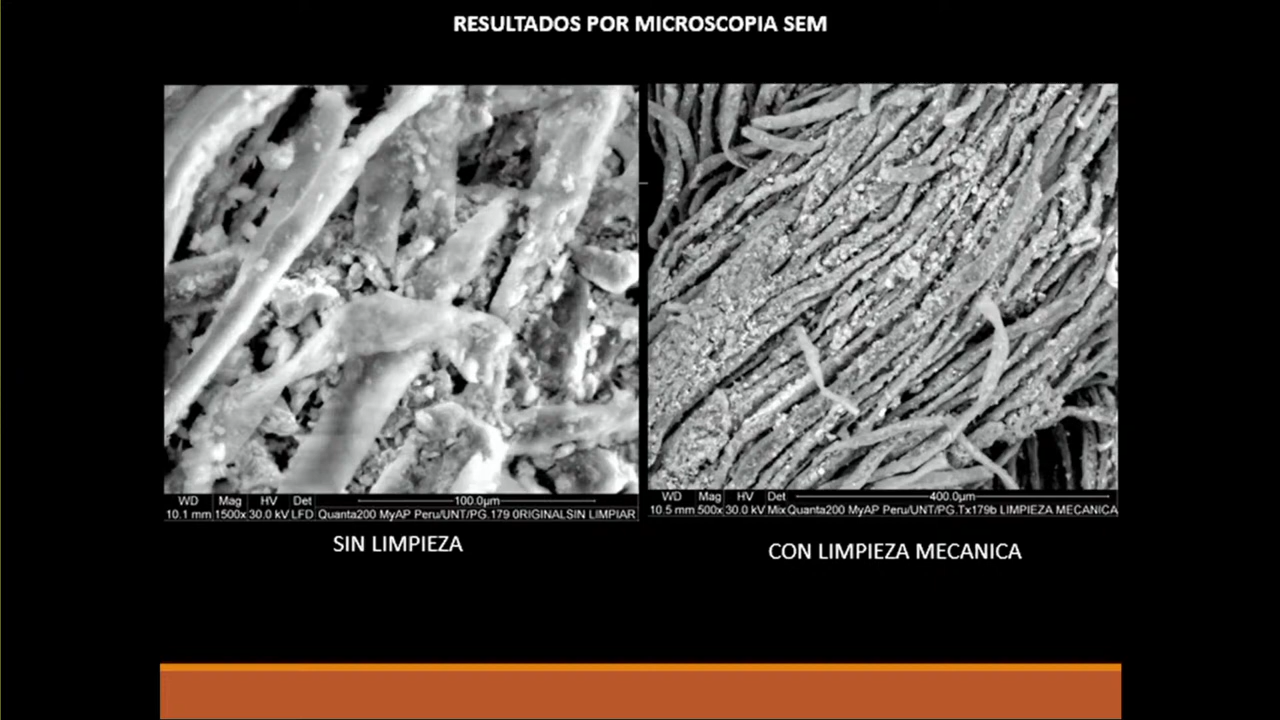 RESULTADOS POR MICROSCOPIA SEM
WD Mag HV Det 100.0µm
10.1 mm 1500x 30.0 kV LFD Quanta200 MyAP Peru/UNT/PG.179 0RIGINALSIN LIMPIAR
WD Mag HV Det 400.0µm
10.5 mm 500x 30.0 kV Mix Quanta200 MyAP Peru/UNT/PG.Tx179b LIMPIEZA MECANICA
SIN LIMPIEZA
CON LIMPIEZA MECANICA